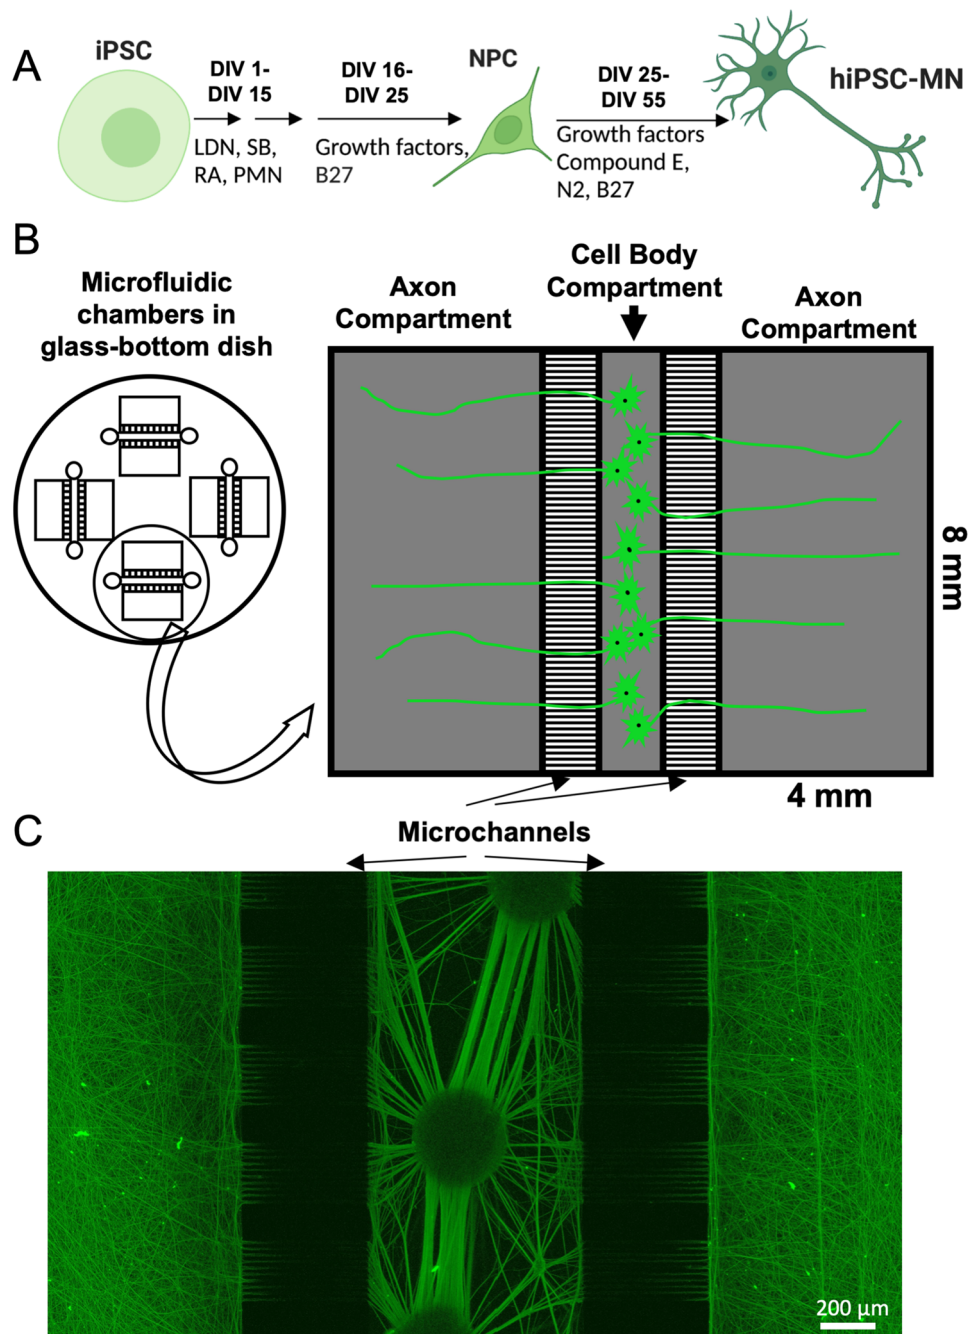 A
iPSC
DIV 1-
DIV 15
LDN, SB,
RA, PMN
DIV 16-
DIV 25
Growth factors,
B27
NPC
DIV 25-
DIV 55
Growth factors
Compound E,
N2, B27
hiPSC-MN
B
Microfluidic
chambers in
glass-bottom dish
Axon
Compartment
Cell Body
Compartment
Axon
Compartment
8 mm
4 mm
C
Microchannels
200 µm